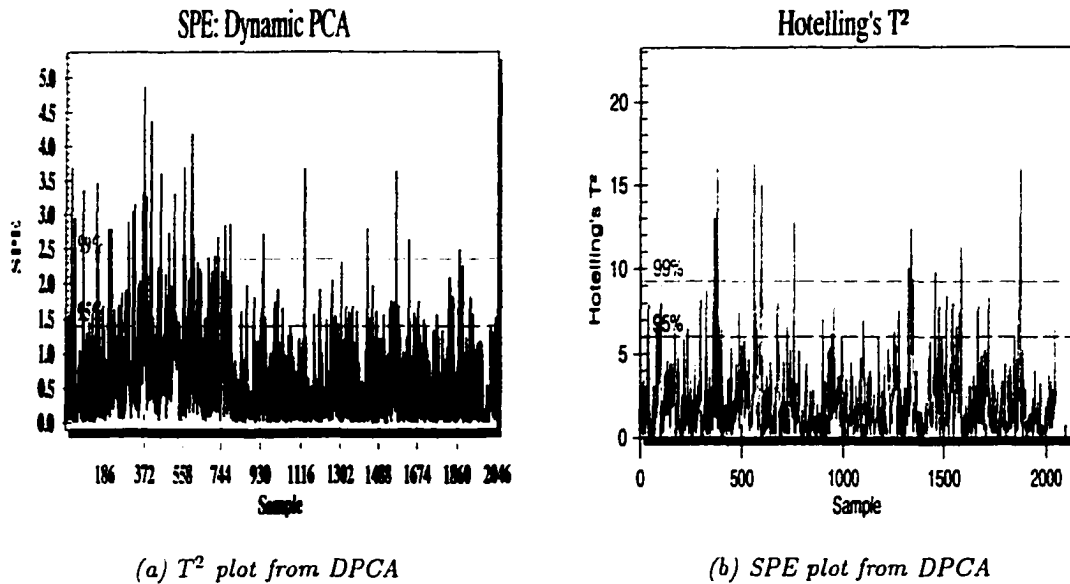 SPE: Dynamic PCA
SPE
5.0
4.5
4.0
3.5
3.0
2.5
2.0
1.5
1.0
0.5
0.0
99%
95%
186 372 558 744 930 1116 1302 1488 1674 1860 2046
Sample
(a) T² plot from DPCA
Hotelling's T²
Hotelling's T²
20
15
10
5
0
99%
95%
0 500 1000 1500 2000
Sample
(b) SPE plot from DPCA